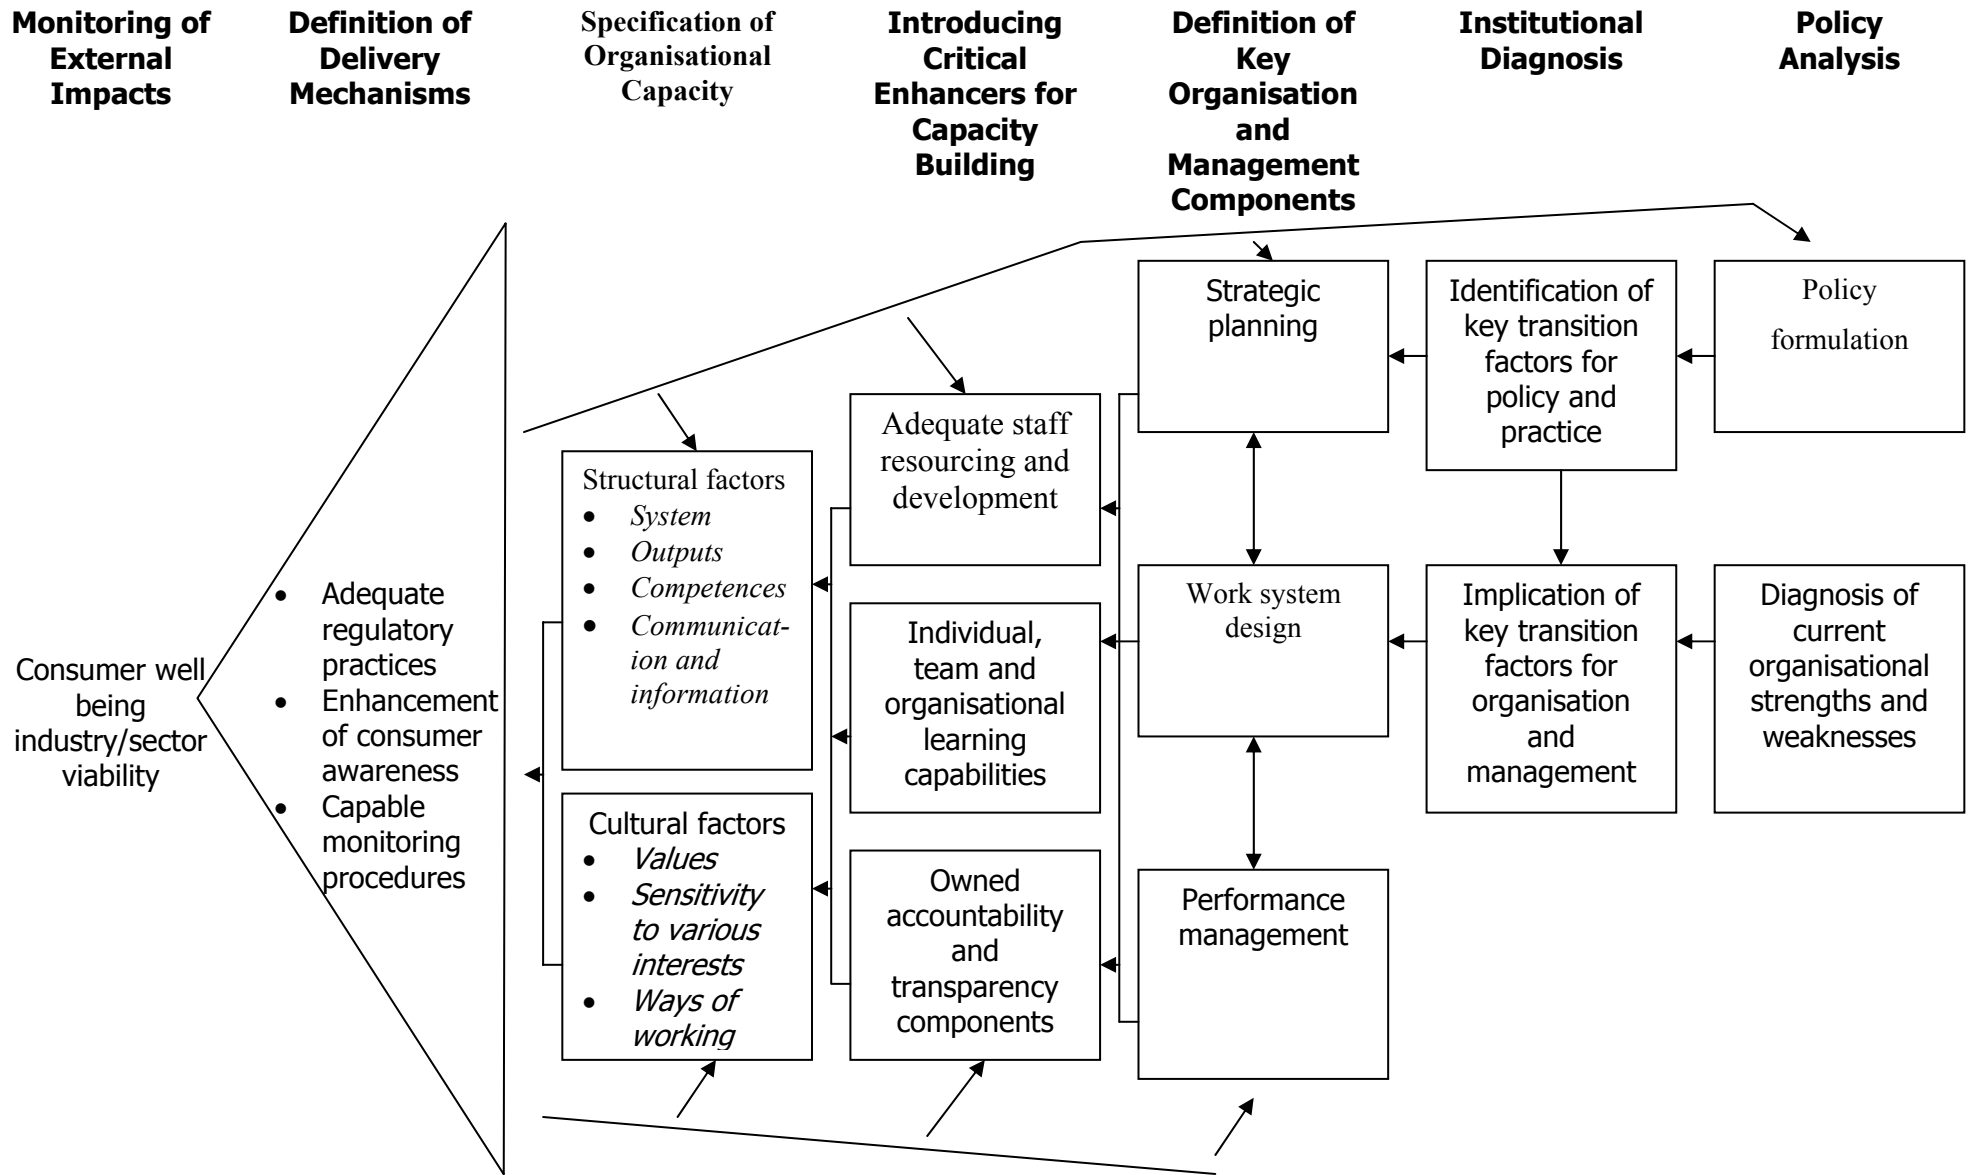 Monitoring of
External
Impacts
Definition of
Delivery
Mechanisms
Specification of
Organisational
Capacity
Introducing
Critical
Enhancers for
Capacity
Building
Definition of
Key
Organisation
and
Management
Components
Institutional
Diagnosis
Policy
Analysis
Consumer well
being
industry/sector
viability
• Adequate
regulatory
practices
• Enhancement
of consumer
awareness
• Capable
monitoring
procedures
Structural factors
• System
• Outputs
• Competences
• Communicat-
ion and
information
Cultural factors
• Values
• Sensitivity
to various
interests
• Ways of
working
Adequate staff
resourcing and
development
Individual,
team and
organisational
learning
capabilities
Owned
accountability
and
transparency
components
Strategic
planning
Work system
design
Performance
management
Identification of
key transition
factors for
policy and
practice
Implication of
key transition
factors for
organisation
and
management
Policy
formulation
Diagnosis of
current
organisational
strengths and
weaknesses